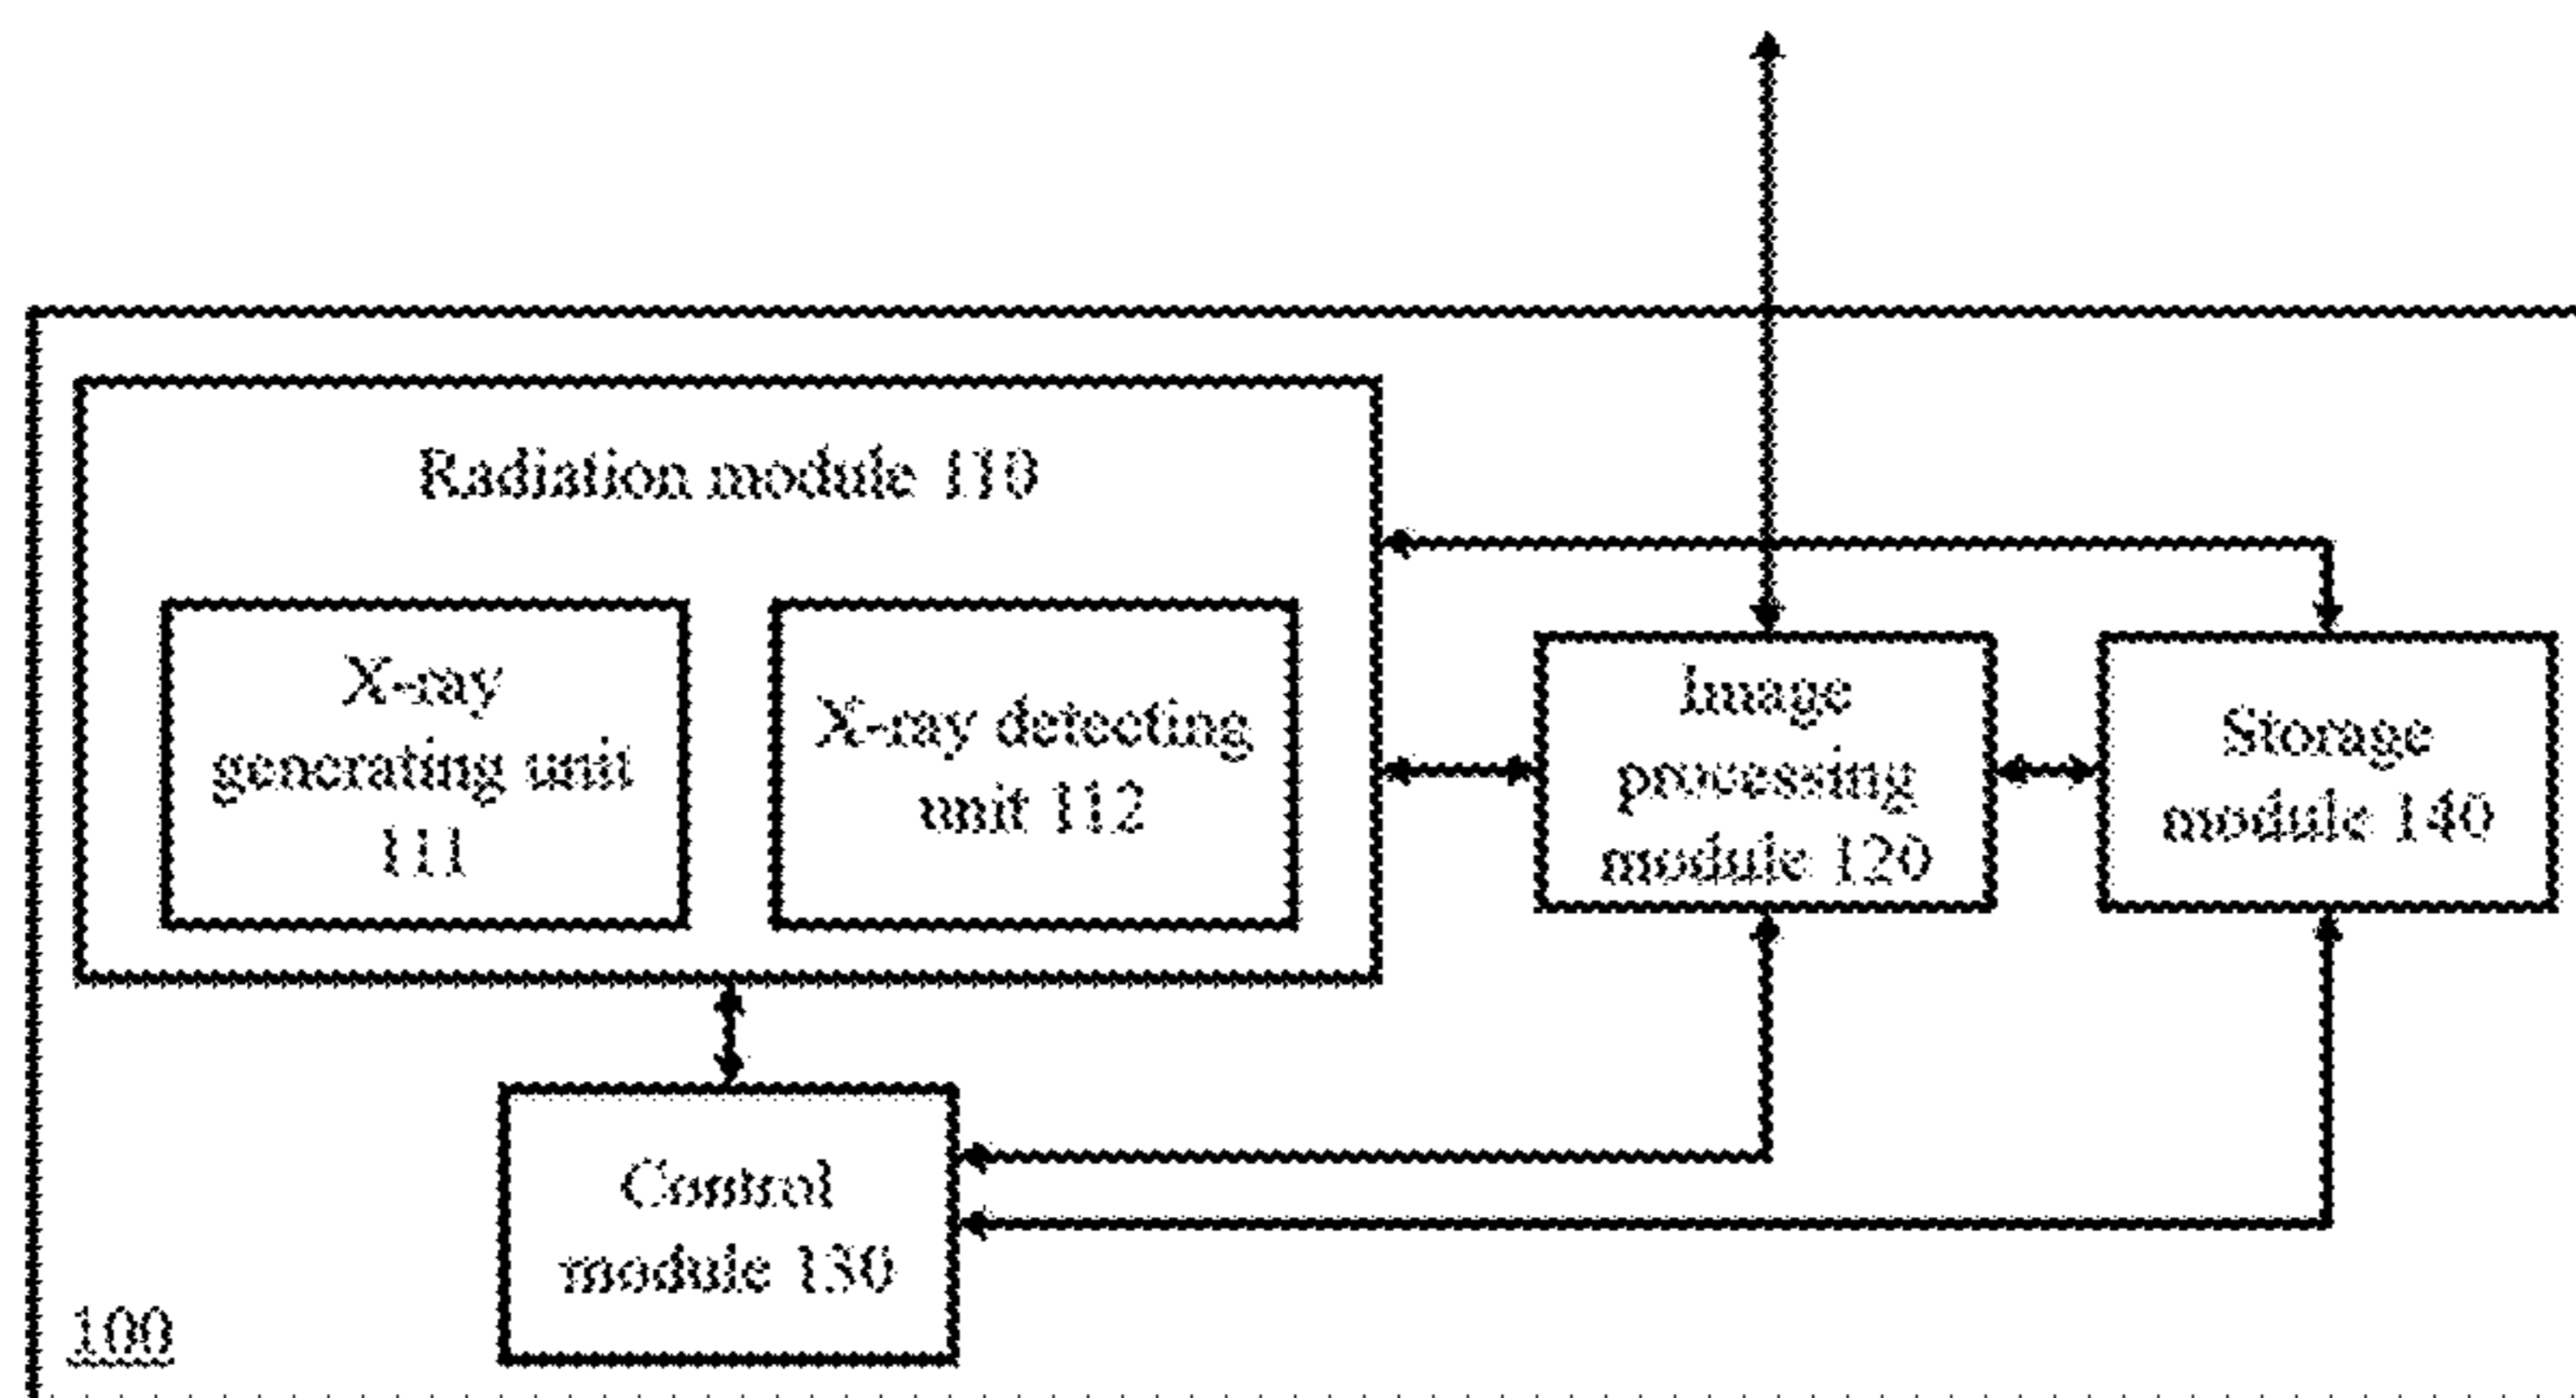 Radiation module 110
X-ray
generating unit
111
X-ray detecting
unit 112
Image
processing
module 120
Storage
module 140
Control
module 130
100